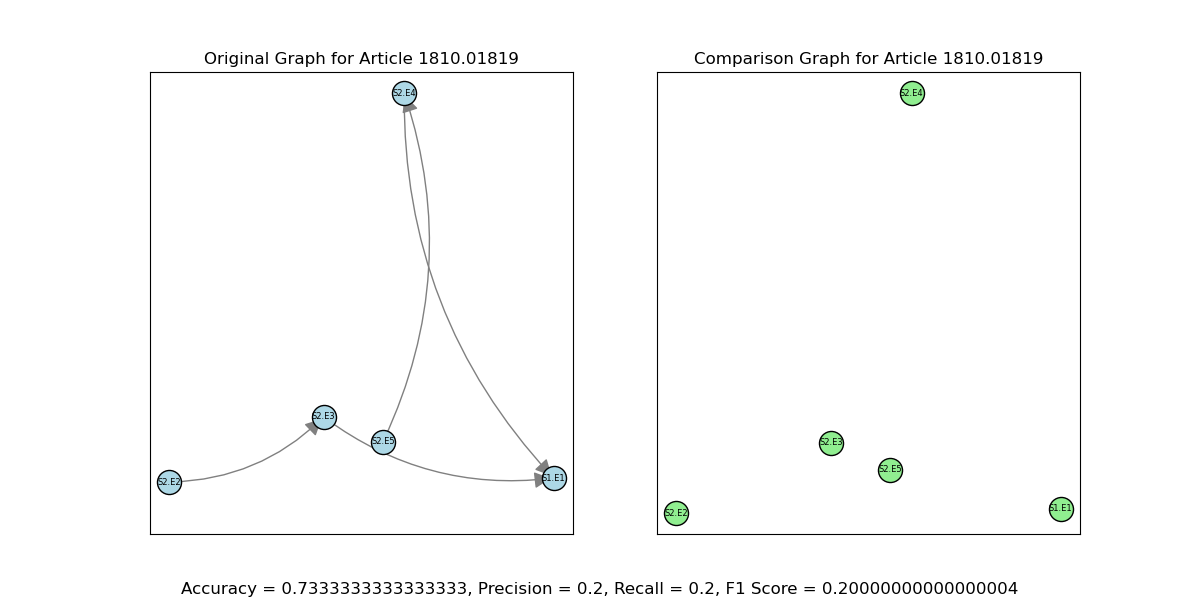 Original Graph for Article 1810.01819
S2.E4
S2.E3
S2.E5
S2.E2
S1.E1
Comparison Graph for Article 1810.01819
S2.E4
S2.E3
S2.E5
S2.E2
S1.E1
Accuracy = 0.7333333333333333, Precision = 0.2, Recall = 0.2, F1 Score = 0.20000000000000004